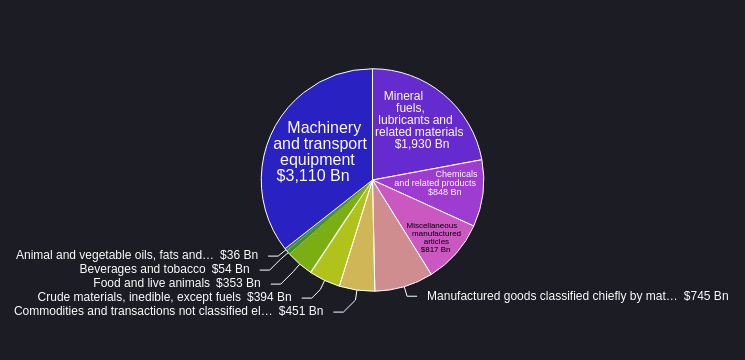 Mineral
fuels,
lubricants and
related materials
$1,930 Bn
Machinery
and transport
equipment
$3,110 Bn
Chemicals
and related products
$848 Bn
Miscellaneous
manufactured
articles
$817 Bn
Animal and vegetable oils, fats and… $36 Bn
Beverages and tobacco $54 Bn
Food and live animals $353 Bn
Crude materials, inedible, except fuels $394 Bn
Commodities and transactions not classified el… $451 Bn
Manufactured goods classified chiefly by mat… $745 Bn